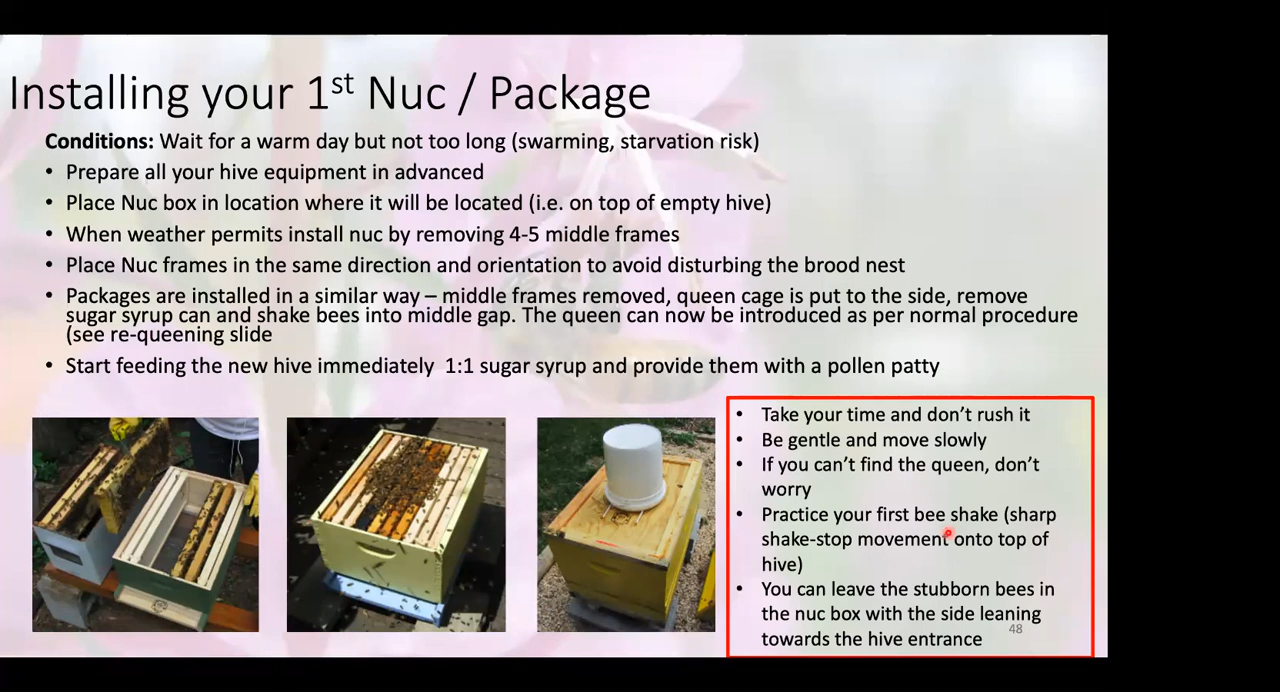 Installing your 1st Nuc / Package
Conditions: Wait for a warm day but not too long (swarming, starvation risk)
• Prepare all your hive equipment in advanced
• Place Nuc box in location where it will be located (i.e. on top of empty hive)
• When weather permits install nuc by removing 4-5 middle frames
• Place Nuc frames in the same direction and orientation to avoid disturbing the brood nest
• Packages are installed in a similar way – middle frames removed, queen cage is put to the side, remove
sugar syrup can and shake bees into middle gap. The queen can now be introduced as per normal procedure
(see re-queening slide
• Start feeding the new hive immediately  1:1 sugar syrup and provide them with a pollen patty
• Take your time and don’t rush it
• Be gentle and move slowly
• If you can’t find the queen, don’t
worry
• Practice your first bee shake (sharp
shake-stop movement onto top of
hive)
• You can leave the stubborn bees in
the nuc box with the side leaning
towards the hive entrance
48